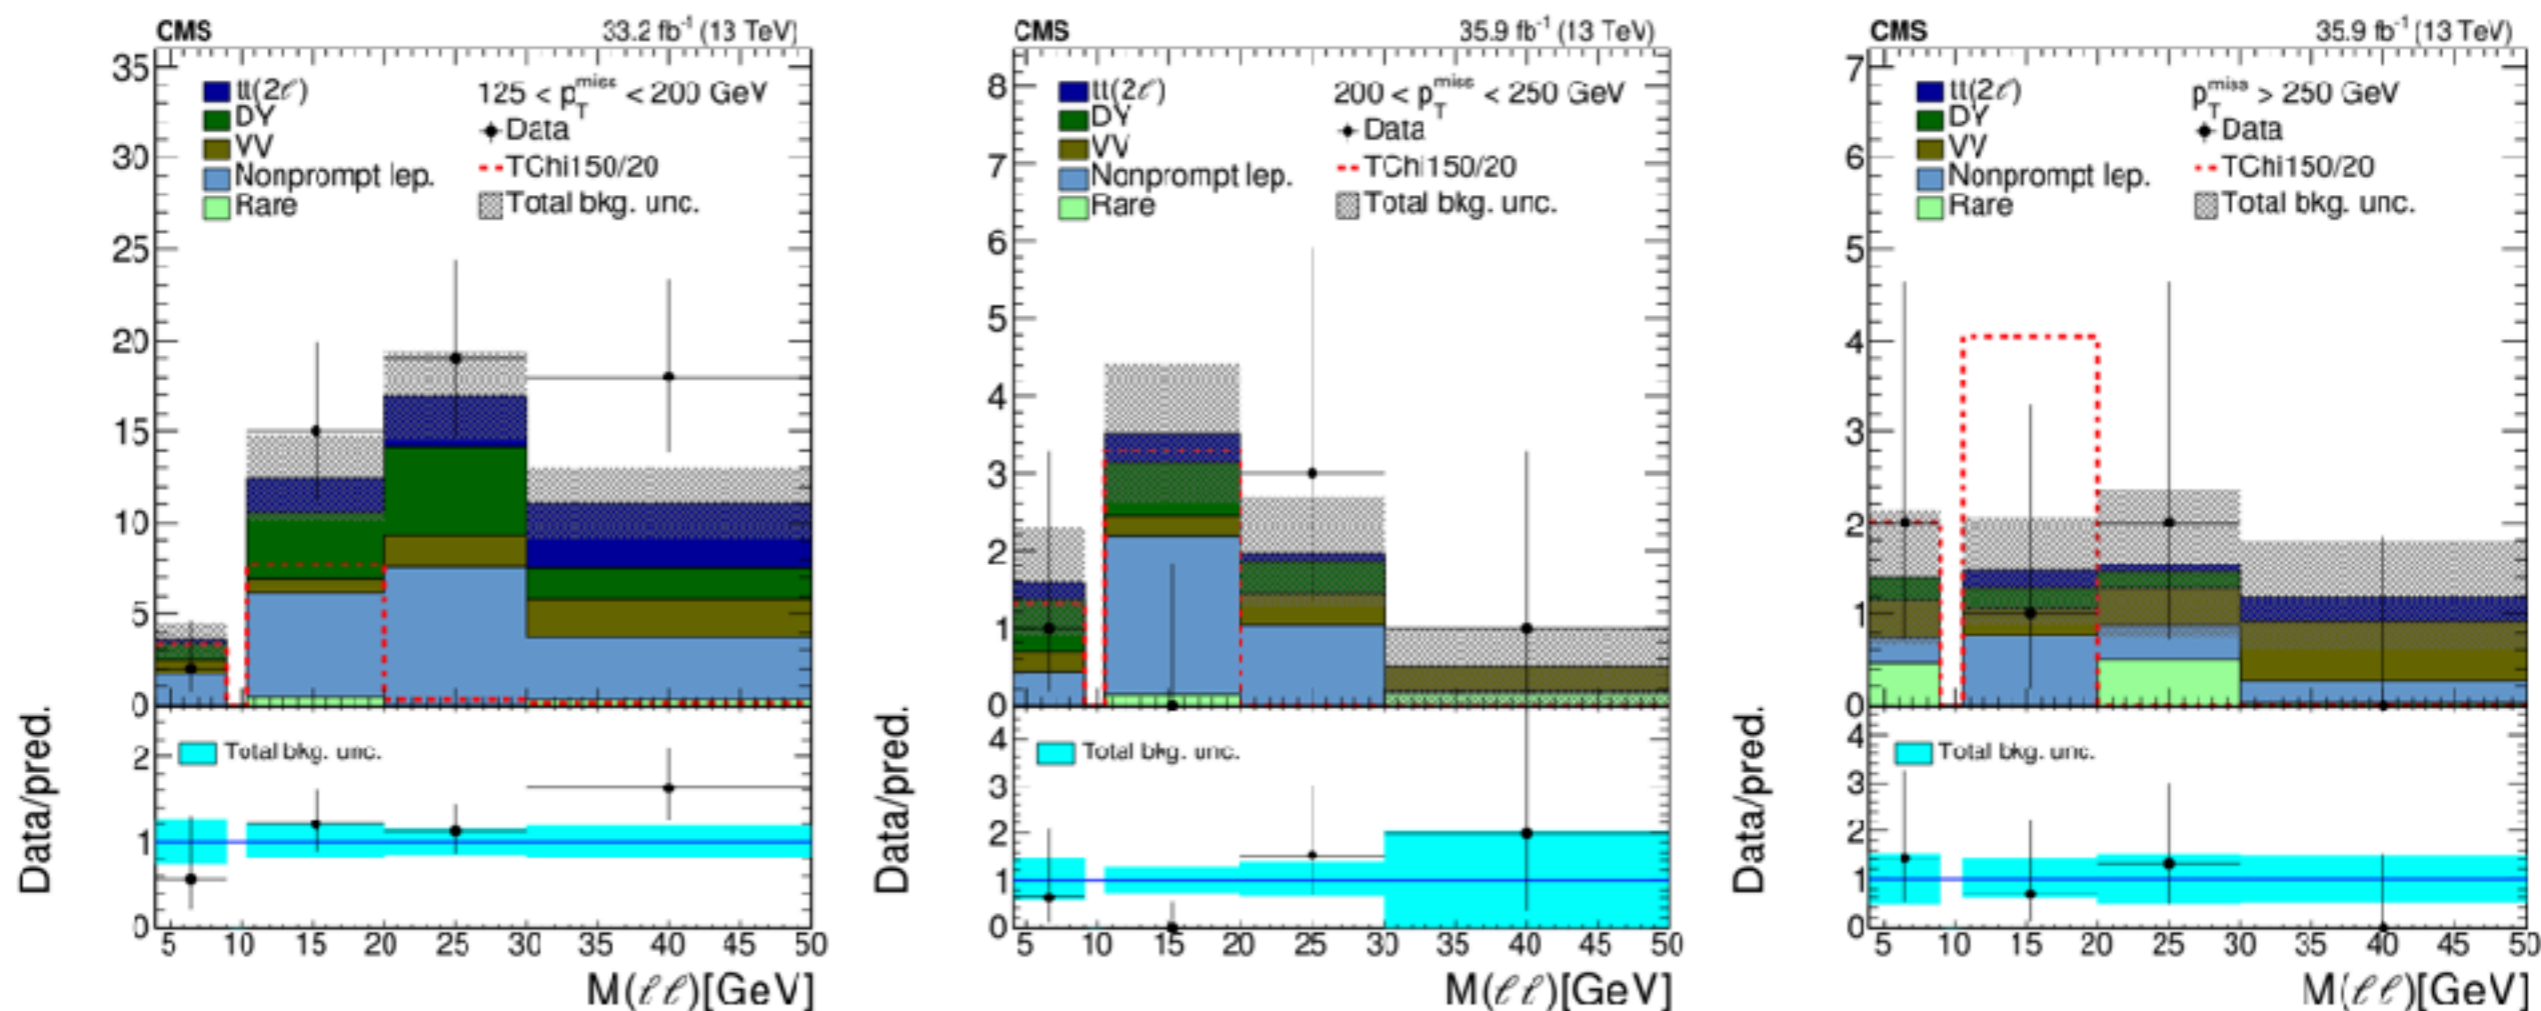 CMS 33.2 fb⁻¹ (13 TeV)
tt(2ℓ) 125 < p_T^miss < 200 GeV
DY Data
VV TChi150/20
Nonprompt lep. Total bkg. unc.
Rare
35
30
25
20
15
10
5
0
Data/pred.
Total bkg. unc.
2
1
0
5 10 15 20 25 30 35 40 45 50
M(ℓℓ)[GeV]
CMS 35.9 fb⁻¹ (13 TeV)
tt(2ℓ) 200 < p_T^miss < 250 GeV
DY Data
VV TChi150/20
Nonprompt lep. Total bkg. unc.
Rare
8
7
6
5
4
3
2
1
0
Data/pred.
Total bkg. unc.
4
3
2
1
0
5 10 15 20 25 30 35 40 45 50
M(ℓℓ)[GeV]
CMS 35.9 fb⁻¹ (13 TeV)
tt(2ℓ) p_T^miss > 250 GeV
DY Data
VV TChi150/20
Nonprompt lep. Total bkg. unc.
Rare
7
6
5
4
3
2
1
0
Data/pred.
Total bkg. unc.
4
3
2
1
0
5 10 15 20 25 30 35 40 45 50
M(ℓℓ)[GeV]